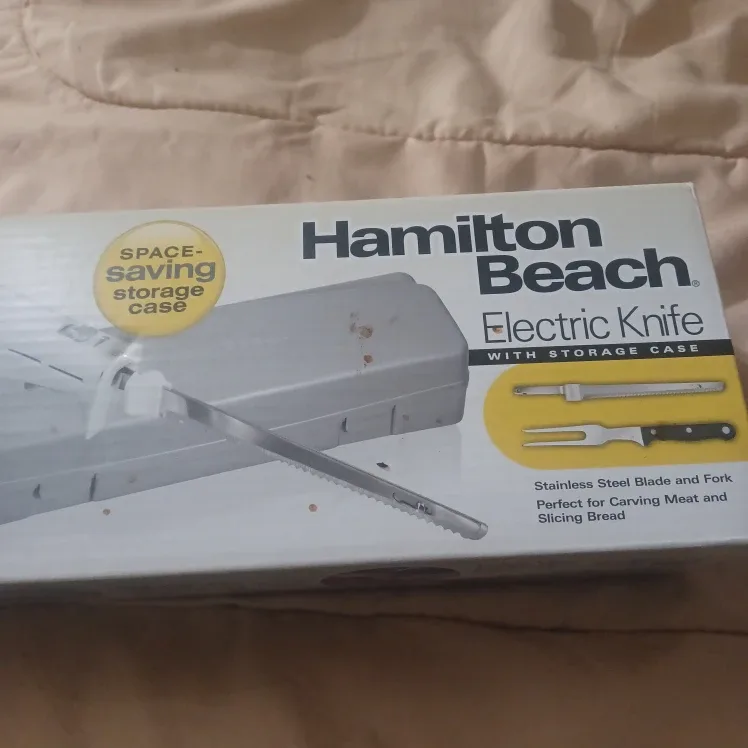 SPACE-
saving
storage
case
Hamilton
Beach®
Electric Knife
WITH STORAGE CASE
Stainless Steel Blade and Fork
Perfect for Carving Meat and
Slicing Bread